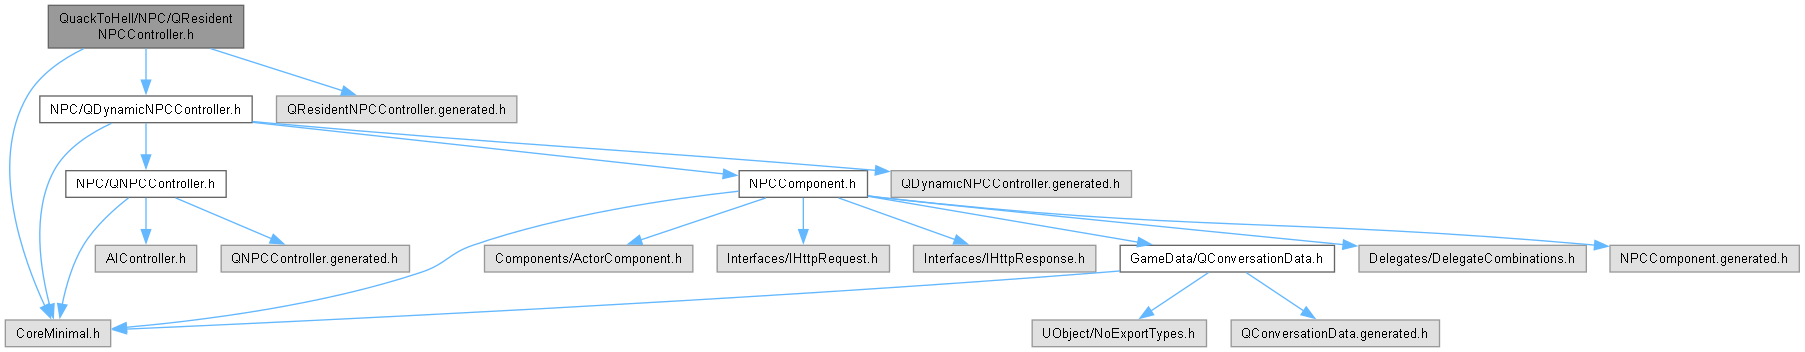 QuackToHell/NPC/QResident
NPCController.h
NPC/QDynamicNPCController.h
QResidentNPCController.generated.h
NPC/QNPCController.h
NPCComponent.h
QDynamicNPCController.generated.h
AIController.h
QNPCController.generated.h
Components/ActorComponent.h
Interfaces/IHttpRequest.h
Interfaces/IHttpResponse.h
GameData/QConversationData.h
Delegates/DelegateCombinations.h
NPCComponent.generated.h
CoreMinimal.h
UObject/NoExportTypes.h
QConversationData.generated.h